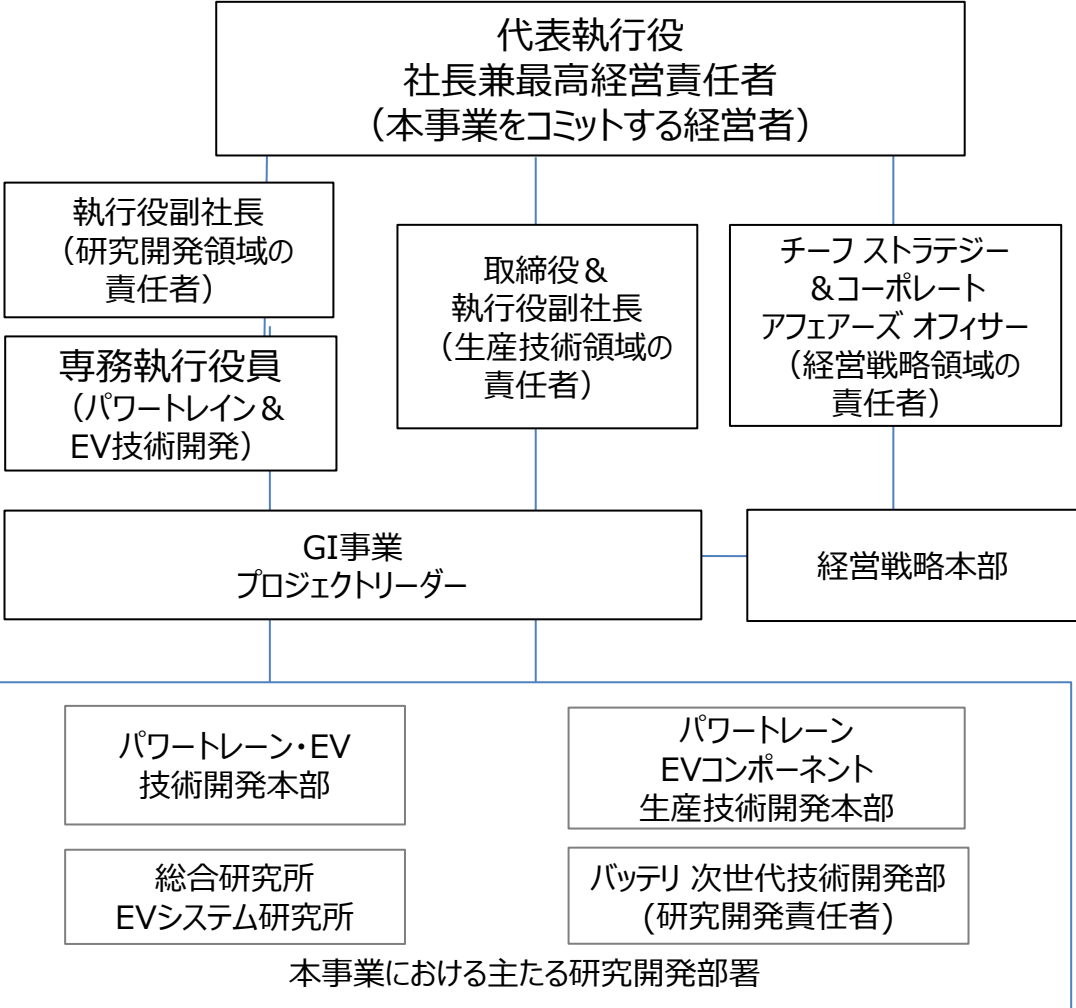 代表執行役
社長兼最高経営責任者
（本事業をコミットする経営者）
執行役副社長
（研究開発領域の
責任者）
専務執行役員
（パワートレイン＆
EV技術開発）
取締役＆
執行役副社長
（生産技術領域の
責任者）
チーフ ストラテジー
＆コーポレート
アフェアーズ オフィサー
（経営戦略領域の
責任者）
GI事業
プロジェクトリーダー
経営戦略本部
パワートレーン・EV
技術開発本部
パワートレーン
EVコンポーネント
生産技術開発本部
総合研究所
EVシステム研究所
バッテリ 次世代技術開発部
(研究開発責任者)
本事業における主たる研究開発部署